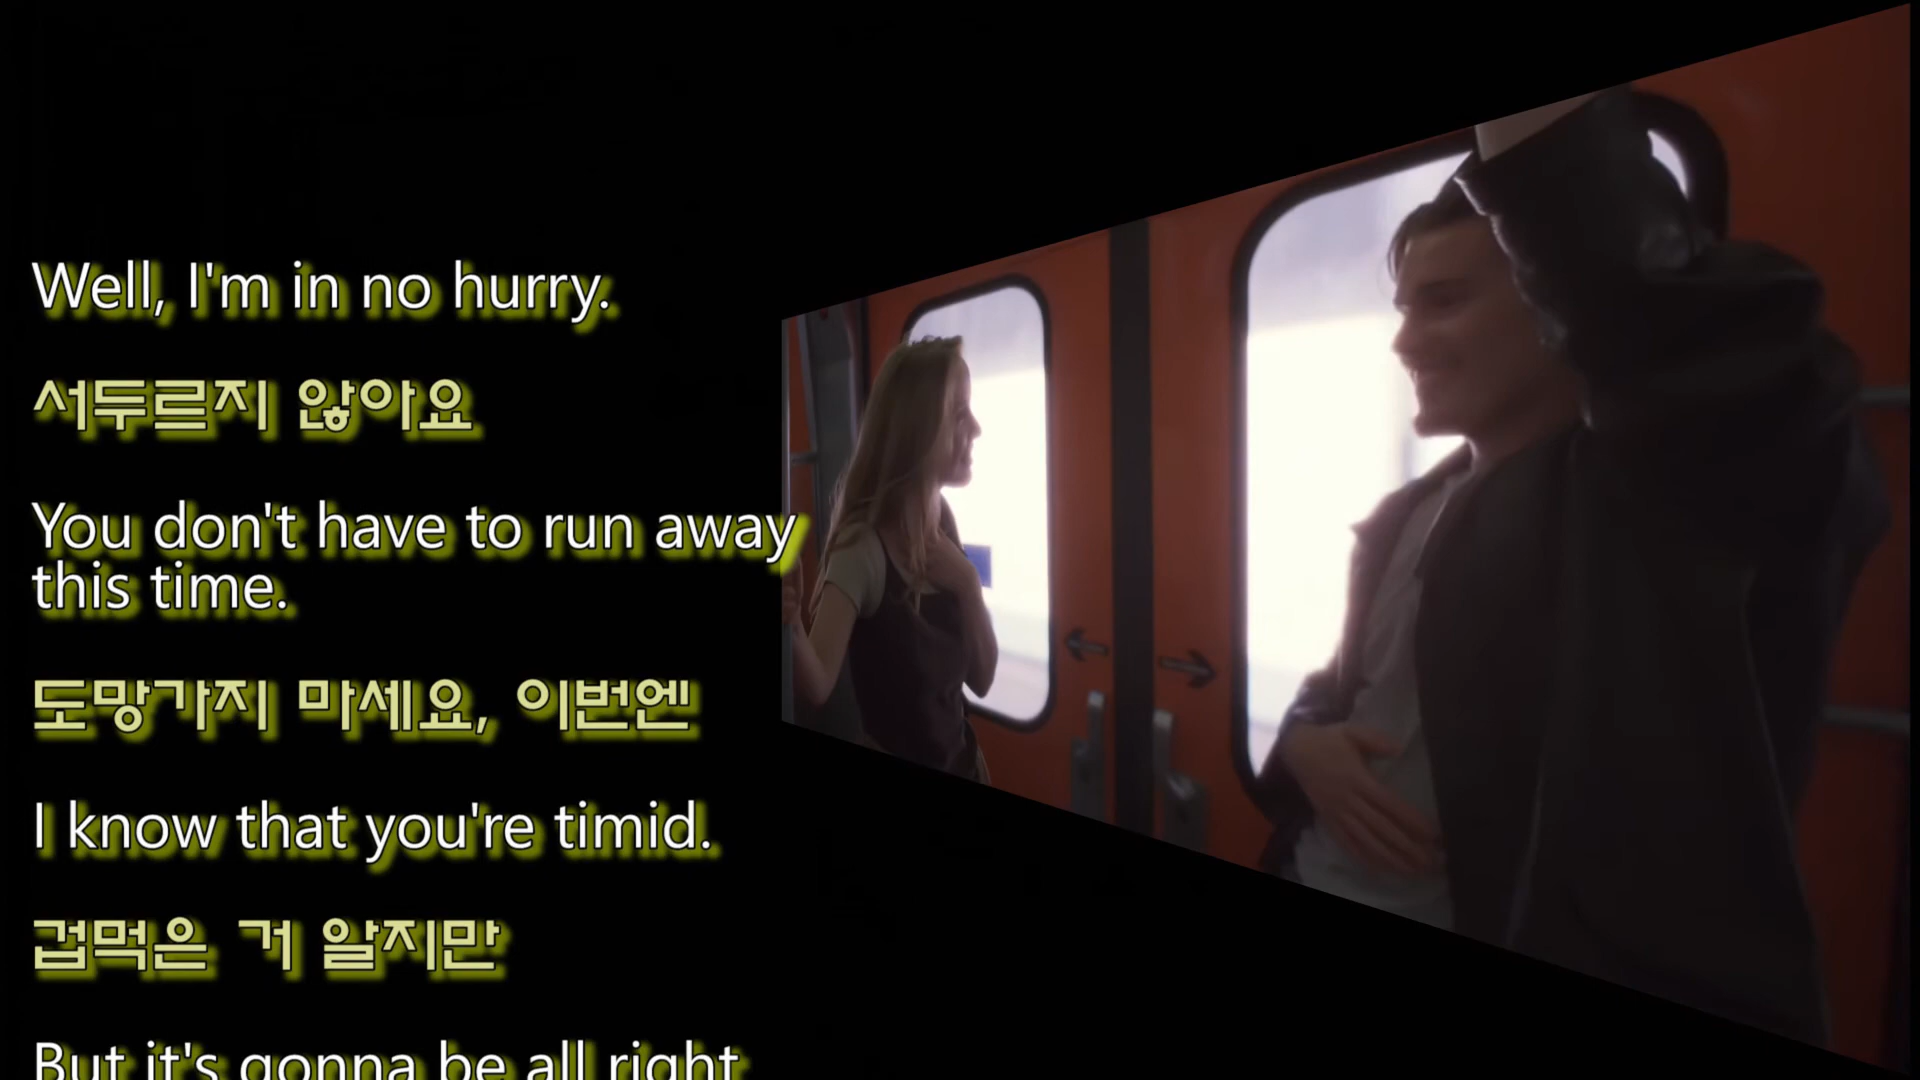 Well, I'm in no hurry.
서두르지 않아요
You don't have to run away
this time.
도망가지 마세요, 이번엔
I know that you're timid.
겁먹은 거 알지만
But it's gonna be all right